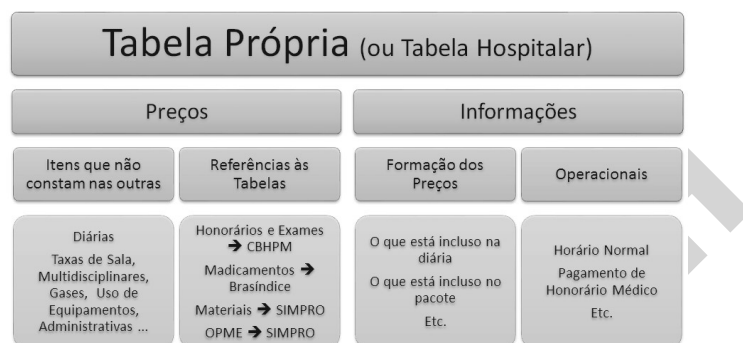 Tabela Própria (ou Tabela Hospitalar)
Preços
Informações
Itens que não
constam nas outras
Referências às
Tabelas
Formação dos
Preços
Operacionais
Diárias
Taxas de Sala,
Multidisciplinares,
Gases, Uso de
Equipamentos,
Administrativas ...
Honorários e Exames
➔ CBHPM
Madicamentos ➔
Brasíndice
Materiais ➔ SIMPRO
OPME ➔ SIMPRO
O que está incluso na
diária
O que está incluso no
pacote
Etc.
Horário Normal
Pagamento de
Honorário Médico
Etc.